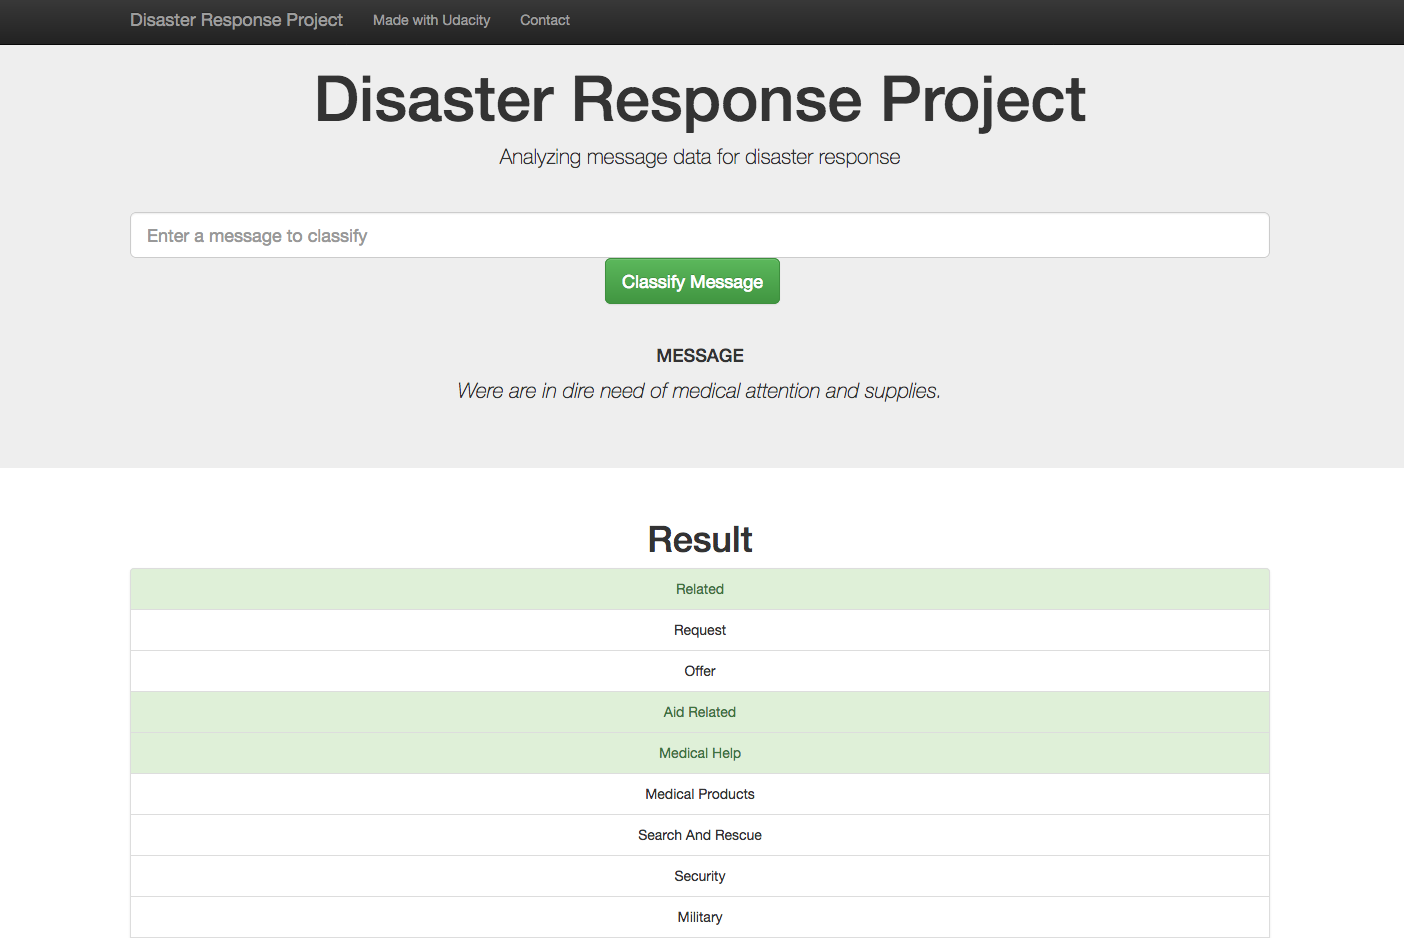 Disaster Response Project Made with Udacity Contact
Disaster Response Project
Analyzing message data for disaster response
Enter a message to classify
Classify Message
MESSAGE
Were are in dire need of medical attention and supplies.
Result
Related
Request
Offer
Aid Related
Medical Help
Medical Products
Search And Rescue
Security
Military